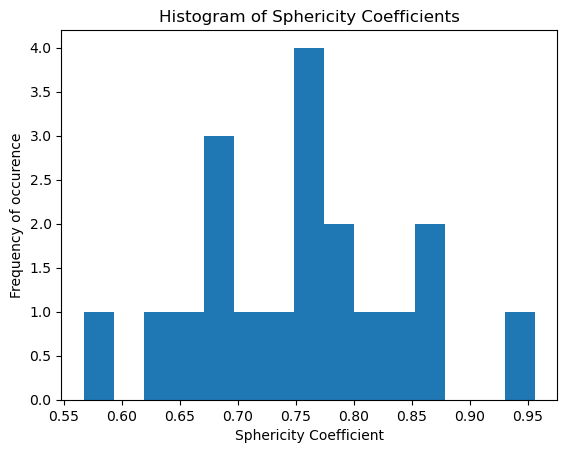 Histogram of Sphericity Coefficients
4.0
3.5
3.0
2.5
2.0
1.5
1.0
0.5
0.0
Frequency of occurence
0.55 0.60 0.65 0.70 0.75 0.80 0.85 0.90 0.95
Sphericity Coefficient